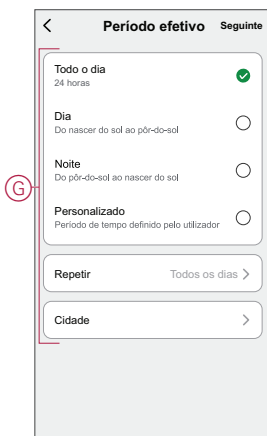 Período efetivo Seguinte
Todo o dia
24 horas
Dia
Do nascer do sol ao pôr-do-sol
Noite
Do pôr-do-sol ao nascer do sol
G
Personalizado
Período de tempo definido pelo utilizador
Repetir Todos os dias
Cidade